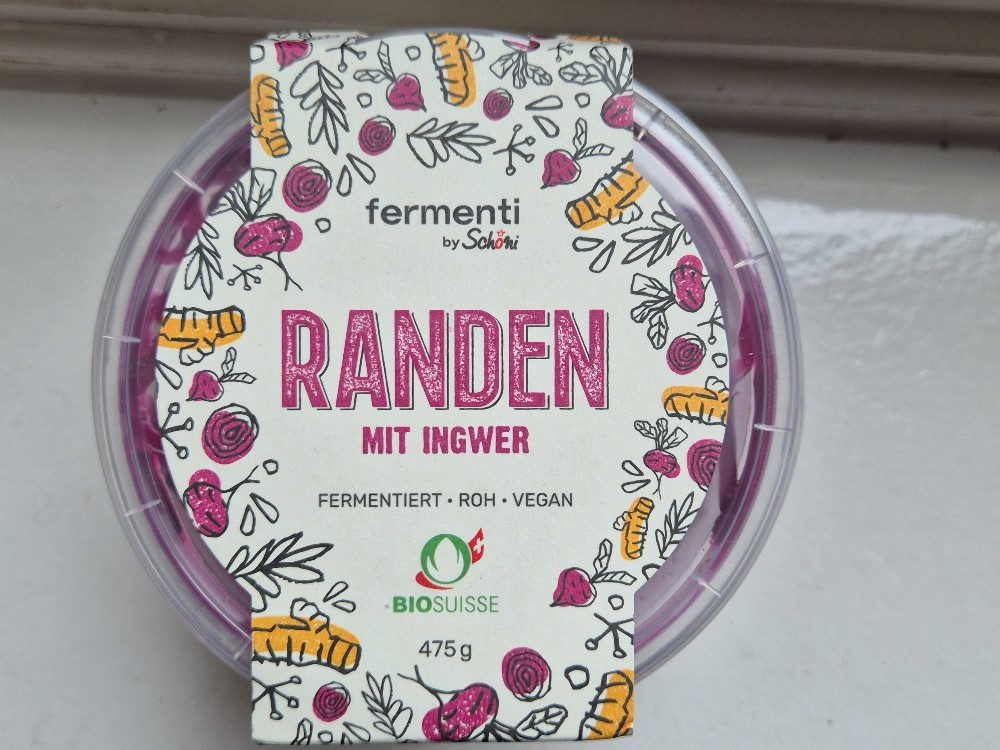 fermenti
by Schöni
RANDEN
MIT INGWER
FERMENTIERT • ROH • VEGAN
BIOSUISSE
475g